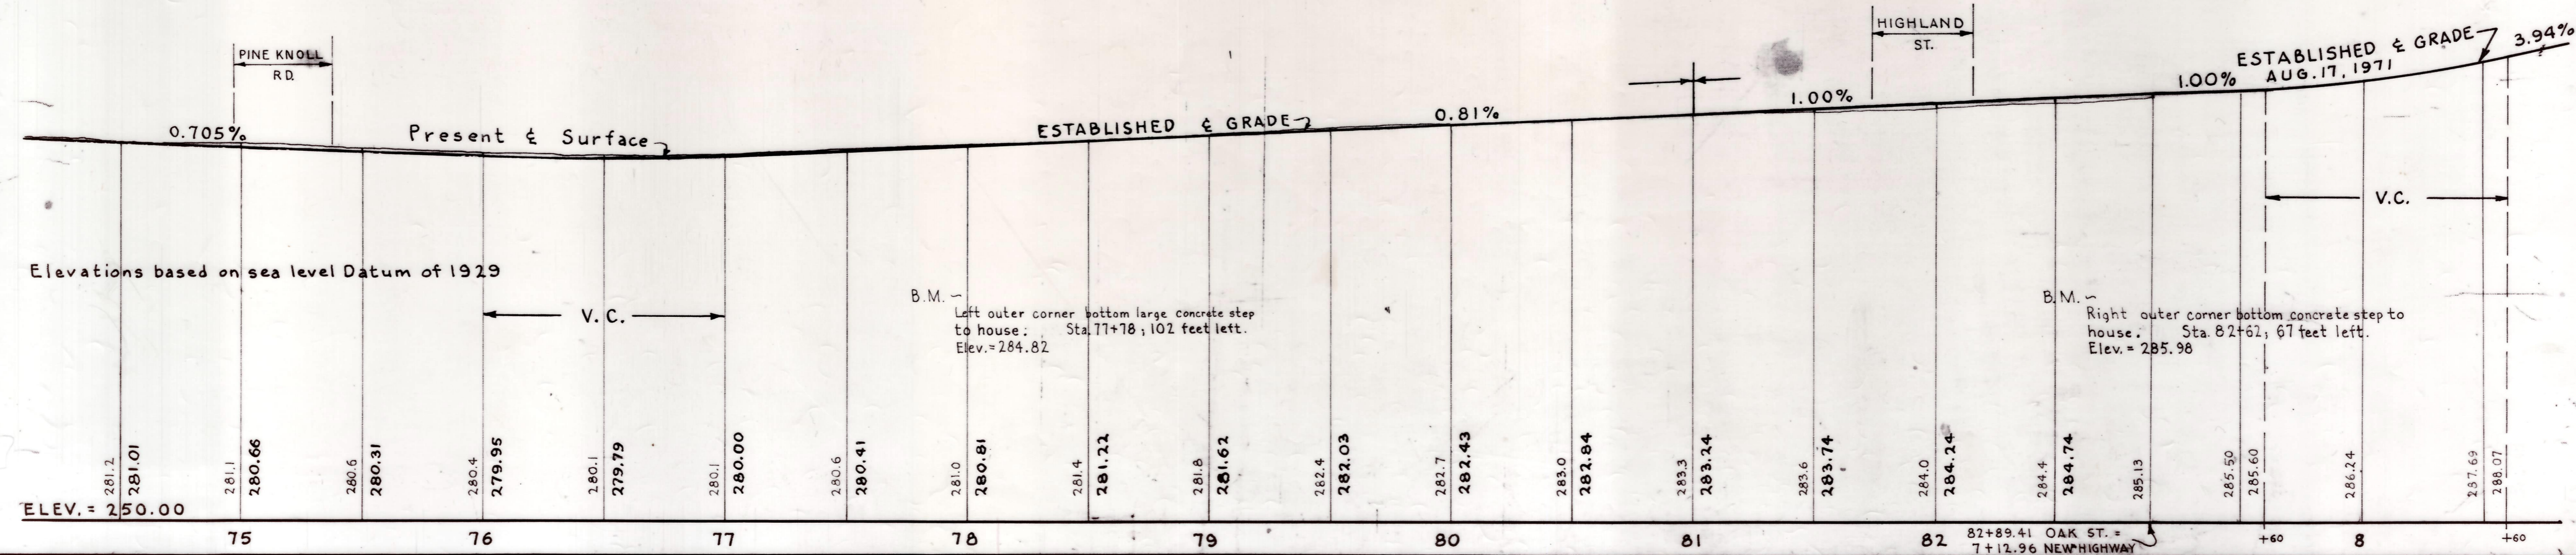 PINE KNOLL
RD.
HIGHLAND
ST.
ESTABLISHED ℄ GRADE
AUG. 17, 1971
3.94%
1.00%
1.00%
0.81%
ESTABLISHED ℄ GRADE
0.705%
Present ℄ Surface
V.C.
Elevations based on sea level Datum of 1929
V. C.
B.M. ~
Left outer corner bottom large concrete step
to house. Sta. 77+78 ; 102 feet left.
Elev. = 284.82
B.M. ~
Right outer corner bottom concrete step to
house. Sta. 82+62; 67 feet left.
Elev. = 285.98
281.2
281.01
281.1
280.66
280.6
280.31
280.4
279.95
280.1
279.79
280.1
280.00
280.6
280.41
281.0
280.81
281.4
281.22
281.8
281.62
282.4
282.03
282.7
282.43
283.0
282.84
283.3
283.24
283.6
283.74
284.0
284.24
284.4
284.74
285.13
285.50
285.60
286.24
287.69
288.07
ELEV. = 250.00
75
76
77
78
79
80
81
82
82+89.41 OAK ST. =
7+12.96 NEW HIGHWAY
+60
8
+60